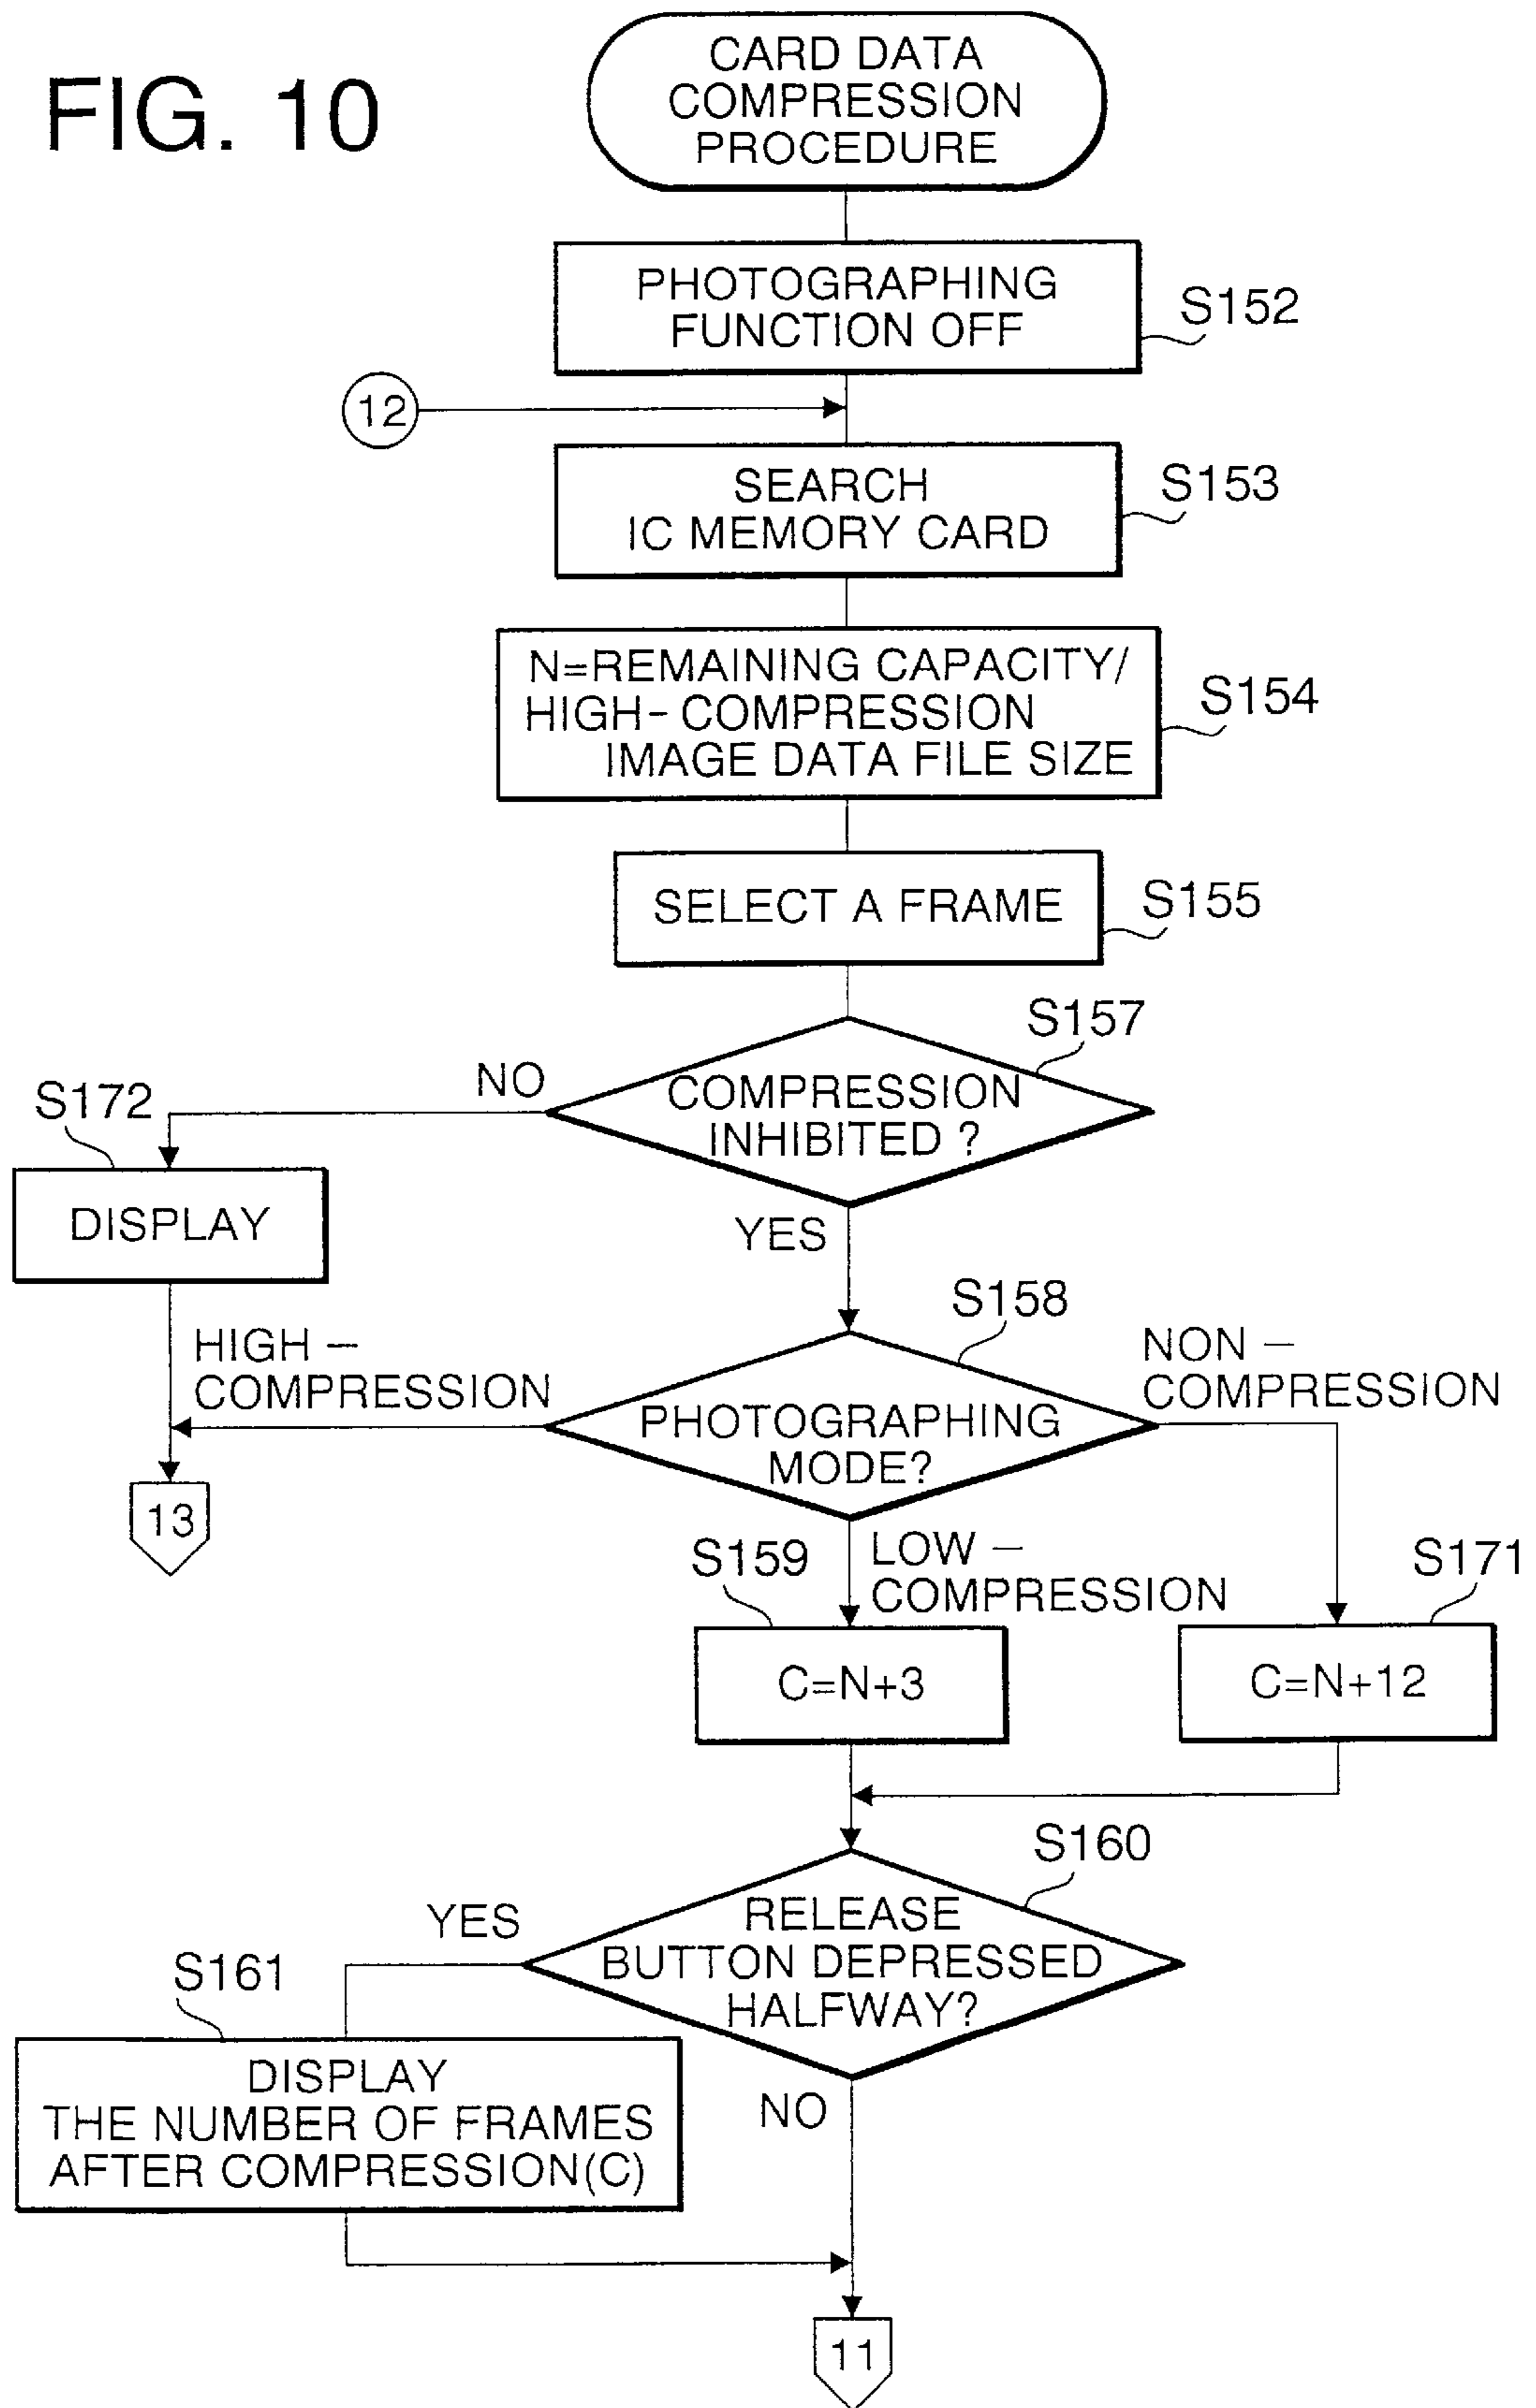 FIG. 10
CARD DATA
COMPRESSION
PROCEDURE
PHOTOGRAPHING
FUNCTION OFF
S152
12
SEARCH
IC MEMORY CARD
S153
N=REMAINING CAPACITY/
HIGH-COMPRESSION
IMAGE DATA FILE SIZE
S154
SELECT A FRAME
S155
S157
COMPRESSION
INHIBITED ?
NO
S172
DISPLAY
YES
S158
PHOTOGRAPHING
MODE?
HIGH-
COMPRESSION
NON-
COMPRESSION
13
S159
LOW-
COMPRESSION
S171
C=N+3
C=N+12
S160
RELEASE
BUTTON DEPRESSED
HALFWAY?
YES
S161
DISPLAY
THE NUMBER OF FRAMES
AFTER COMPRESSION(C)
NO
11